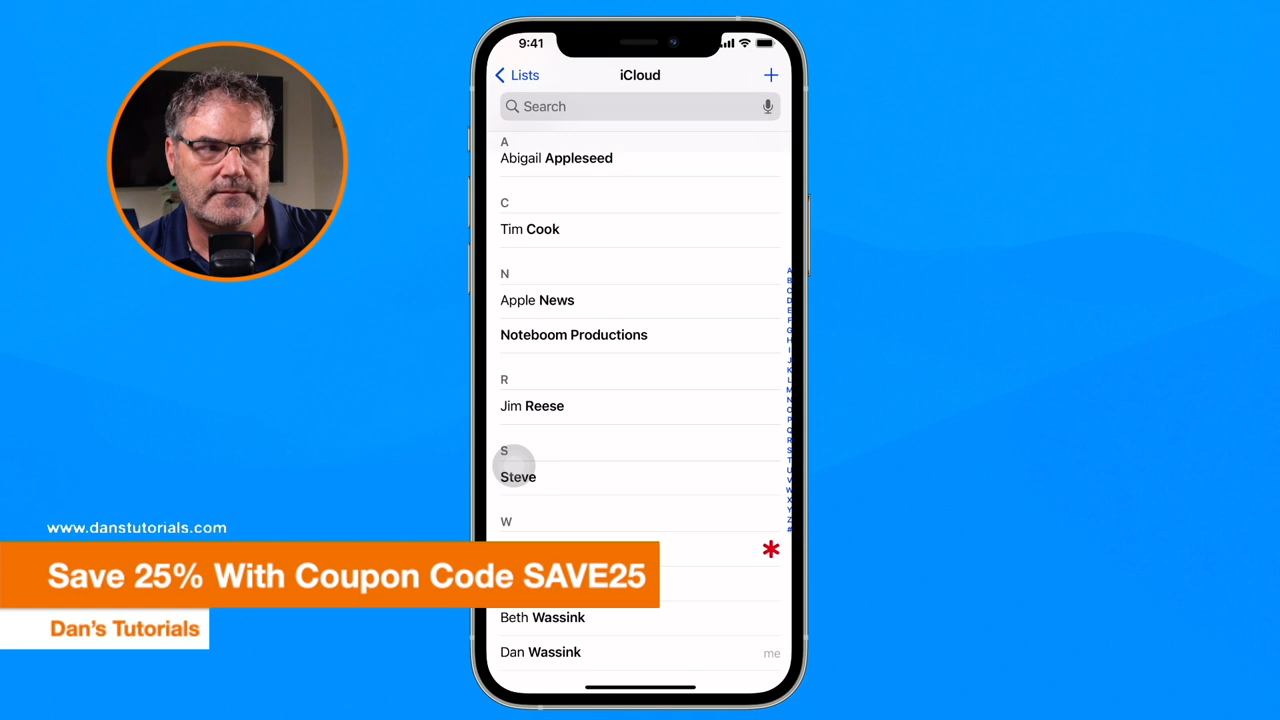 9:41
Lists
iCloud
+
Search
A
Abigail Appleseed
C
Tim Cook
N
Apple News
Noteboom Productions
R
Jim Reese
S
Steve
W
Beth Wassink
Dan Wassink
me
A
B
C
D
E
F
G
H
I
J
K
L
M
N
O
P
Q
R
S
T
U
V
W
X
Y
Z
#
www.danstutorials.com
Save 25% With Coupon Code SAVE25
Dan's Tutorials